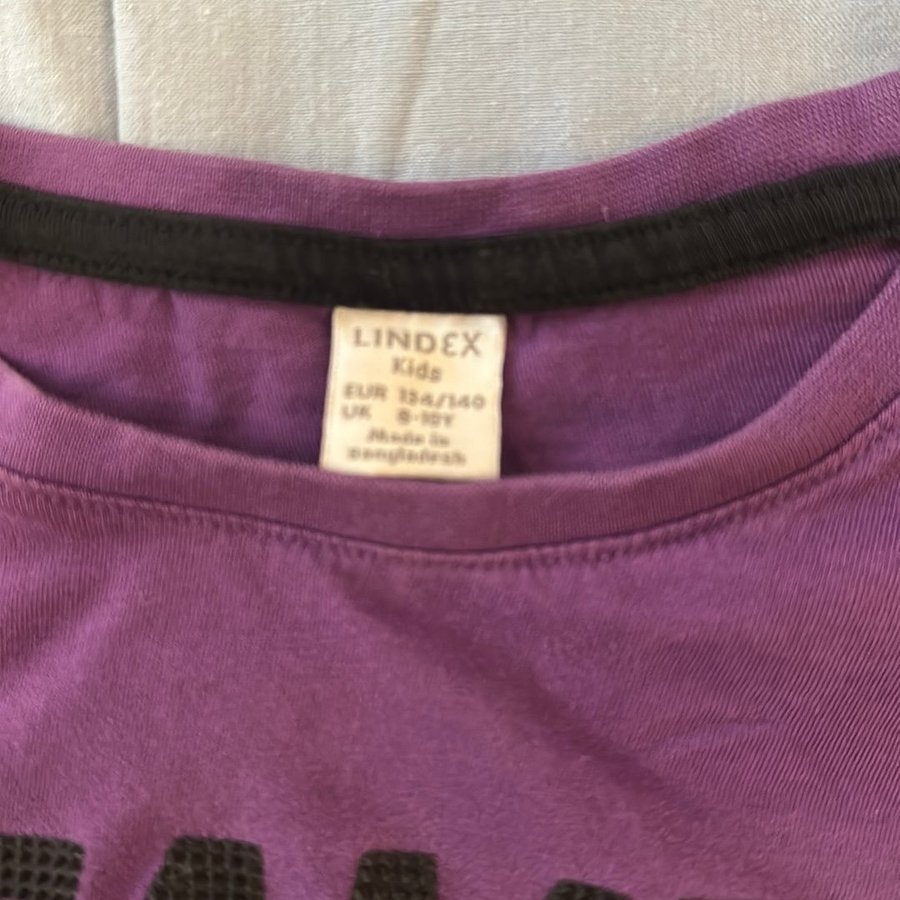 LINDEX
Kids
EUR 134/140
UK 8-10Y
Made in
Bangladesh